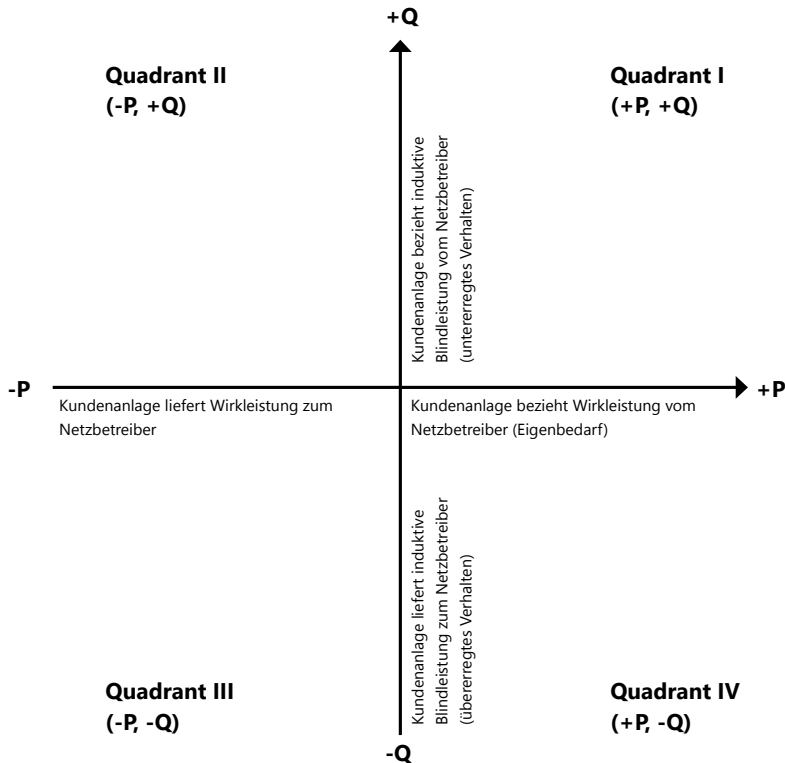 +Q
Quadrant II
(-P, +Q)
Quadrant I
(+P, +Q)
Kundenanlage bezieht induktive
Blindleistung vom Netzbetreiber
(untererregtes Verhalten)
-P
+P
Kundenanlage liefert Wirkleistung zum
Netzbetreiber
Kundenanlage bezieht Wirkleistung vom
Netzbetreiber (Eigenbedarf)
Kundenanlage liefert induktive
Blindleistung zum Netzbetreiber
(übererregtes Verhalten)
Quadrant III
(-P, -Q)
Quadrant IV
(+P, -Q)
-Q